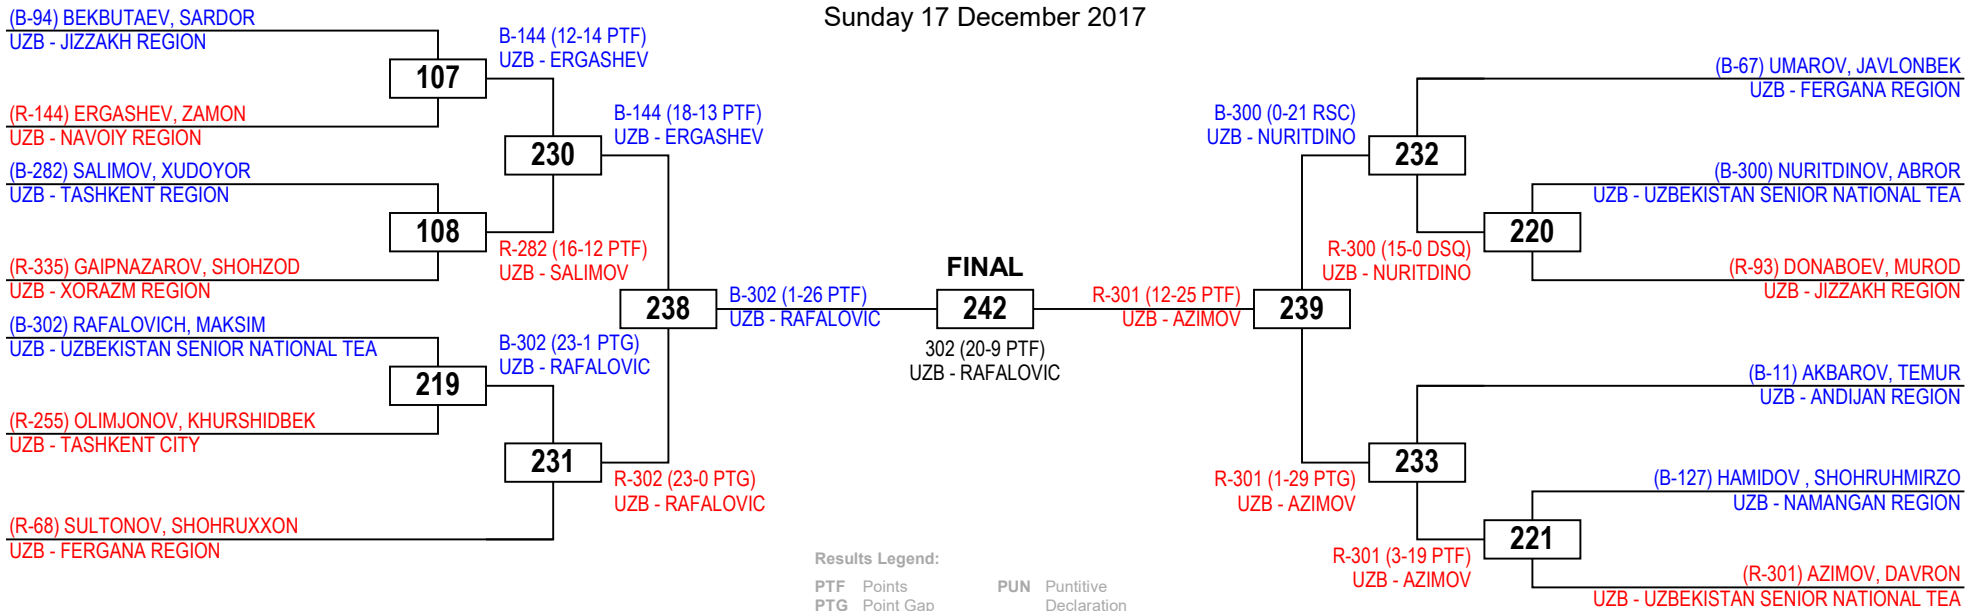 Sunday 17 December 2017
(B-94) BEKBUTAEV, SARDOR
UZB - JIZZAKH REGION
107
(R-144) ERGASHEV, ZAMON
UZB - NAVOIY REGION
B-144 (12-14 PTF)
UZB - ERGASHEV
(B-282) SALIMOV, XUDOYOR
UZB - TASHKENT REGION
108
(R-335) GAIPNAZAROV, SHOHZOD
UZB - XORAZM REGION
R-282 (16-12 PTF)
UZB - SALIMOV
230
B-144 (18-13 PTF)
UZB - ERGASHEV
(B-302) RAFALOVICH, MAKSIM
UZB - UZBEKISTAN SENIOR NATIONAL TEA
219
(R-255) OLIMJONOV, KHURSHIDBEK
UZB - TASHKENT CITY
B-302 (23-1 PTG)
UZB - RAFALOVIC
231
(R-68) SULTONOV, SHOHRUXXON
UZB - FERGANA REGION
R-302 (23-0 PTG)
UZB - RAFALOVIC
238
B-302 (1-26 PTF)
UZB - RAFALOVIC
FINAL
242
302 (20-9 PTF)
UZB - RAFALOVIC
R-301 (12-25 PTF)
UZB - AZIMOV
239
B-300 (0-21 RSC)
UZB - NURITDINO
232
(B-67) UMAROV, JAVLONBEK
UZB - FERGANA REGION
(B-300) NURITDINOV, ABROR
UZB - UZBEKISTAN SENIOR NATIONAL TEA
220
R-300 (15-0 DSQ)
UZB - NURITDINO
(R-93) DONABOEV, MUROD
UZB - JIZZAKH REGION
(B-11) AKBAROV, TEMUR
UZB - ANDIJAN REGION
233
R-301 (1-29 PTG)
UZB - AZIMOV
(B-127) HAMIDOV , SHOHRUHMIRZO
UZB - NAMANGAN REGION
221
R-301 (3-19 PTF)
UZB - AZIMOV
(R-301) AZIMOV, DAVRON
UZB - UZBEKISTAN SENIOR NATIONAL TEA
Results Legend:
PTF Points PUN Puntitive
PTG Point Gap Declaration